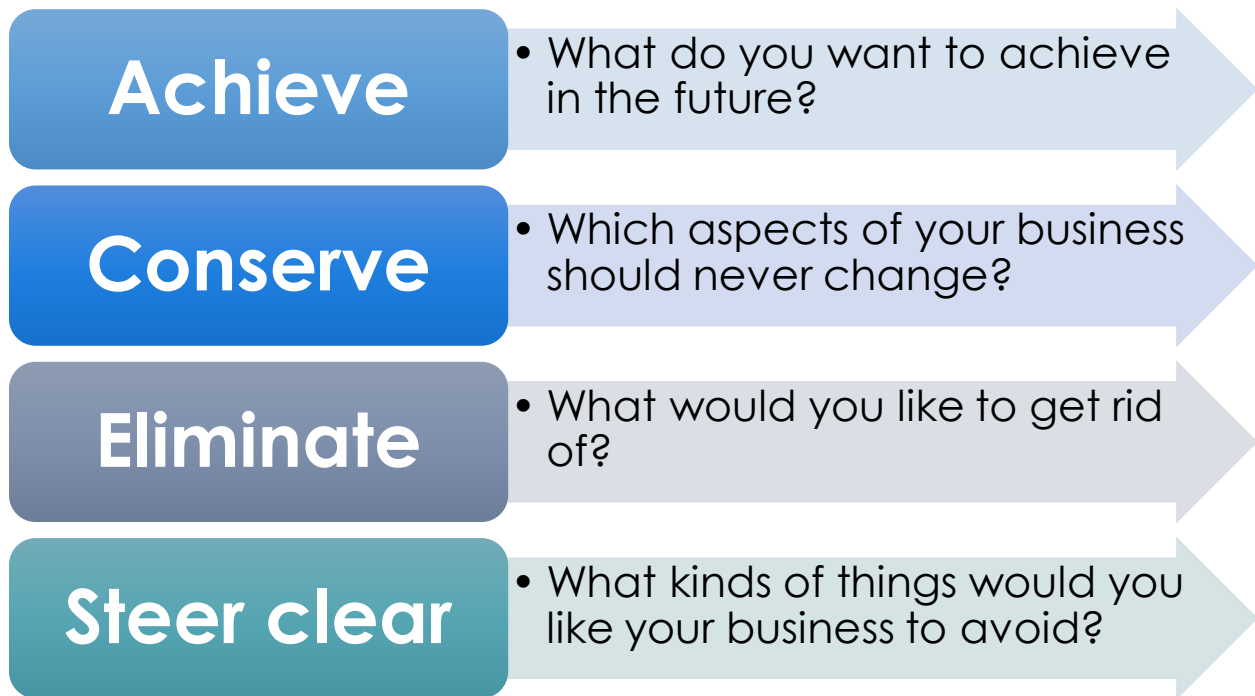 Achieve
• What do you want to achieve
in the future?
Conserve
• Which aspects of your business
should never change?
Eliminate
• What would you like to get rid
of?
Steer clear
• What kinds of things would you
like your business to avoid?